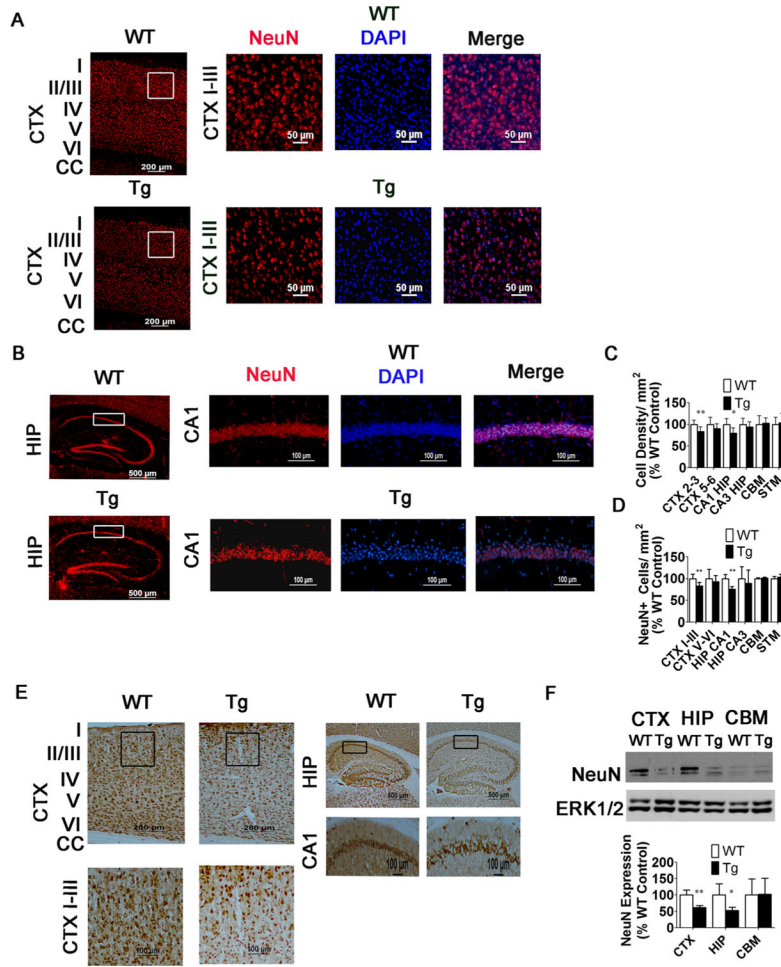 A
WT
WT
NeuN
DAPI
Merge
CTX
I
II/III
IV
V
VI
CC
200 µm
CTX I-III
50 µm
50 µm
50 µm
Tg
Tg
CTX
I
II/III
IV
V
VI
CC
200 µm
CTX I-III
50 µm
50 µm
50 µm
B
WT
WT
NeuN
DAPI
Merge
HIP
500 µm
CA1
100 µm
100 µm
100 µm
Tg
Tg
HIP
500 µm
CA1
100 µm
100 µm
100 µm
C
WT
Tg
Cell Density/ mm²
(% WT Control)
150
100
50
0
**
*
CTX 2-3
CTX 5-6
CA1 HIP
CA3 HIP
CBM
STM
D
WT
Tg
NeuN+ Cells/ mm²
(% WT Control)
150
100
50
0
**
**
CTX I-III
CTX V-VI
HIP CA1
HIP CA3
CBM
STM
E
WT
Tg
CTX
I
II/III
IV
V
VI
CC
200 µm
200 µm
CTX I-III
100 µm
100 µm
WT
Tg
HIP
500 µm
500 µm
CA1
100 µm
100 µm
F
CTX HIP CBM
WT Tg WT Tg WT Tg
NeuN
ERK1/2
WT
Tg
NeuN Expression
(% WT Control)
200
150
100
50
0
**
*
CTX
HIP
CBM